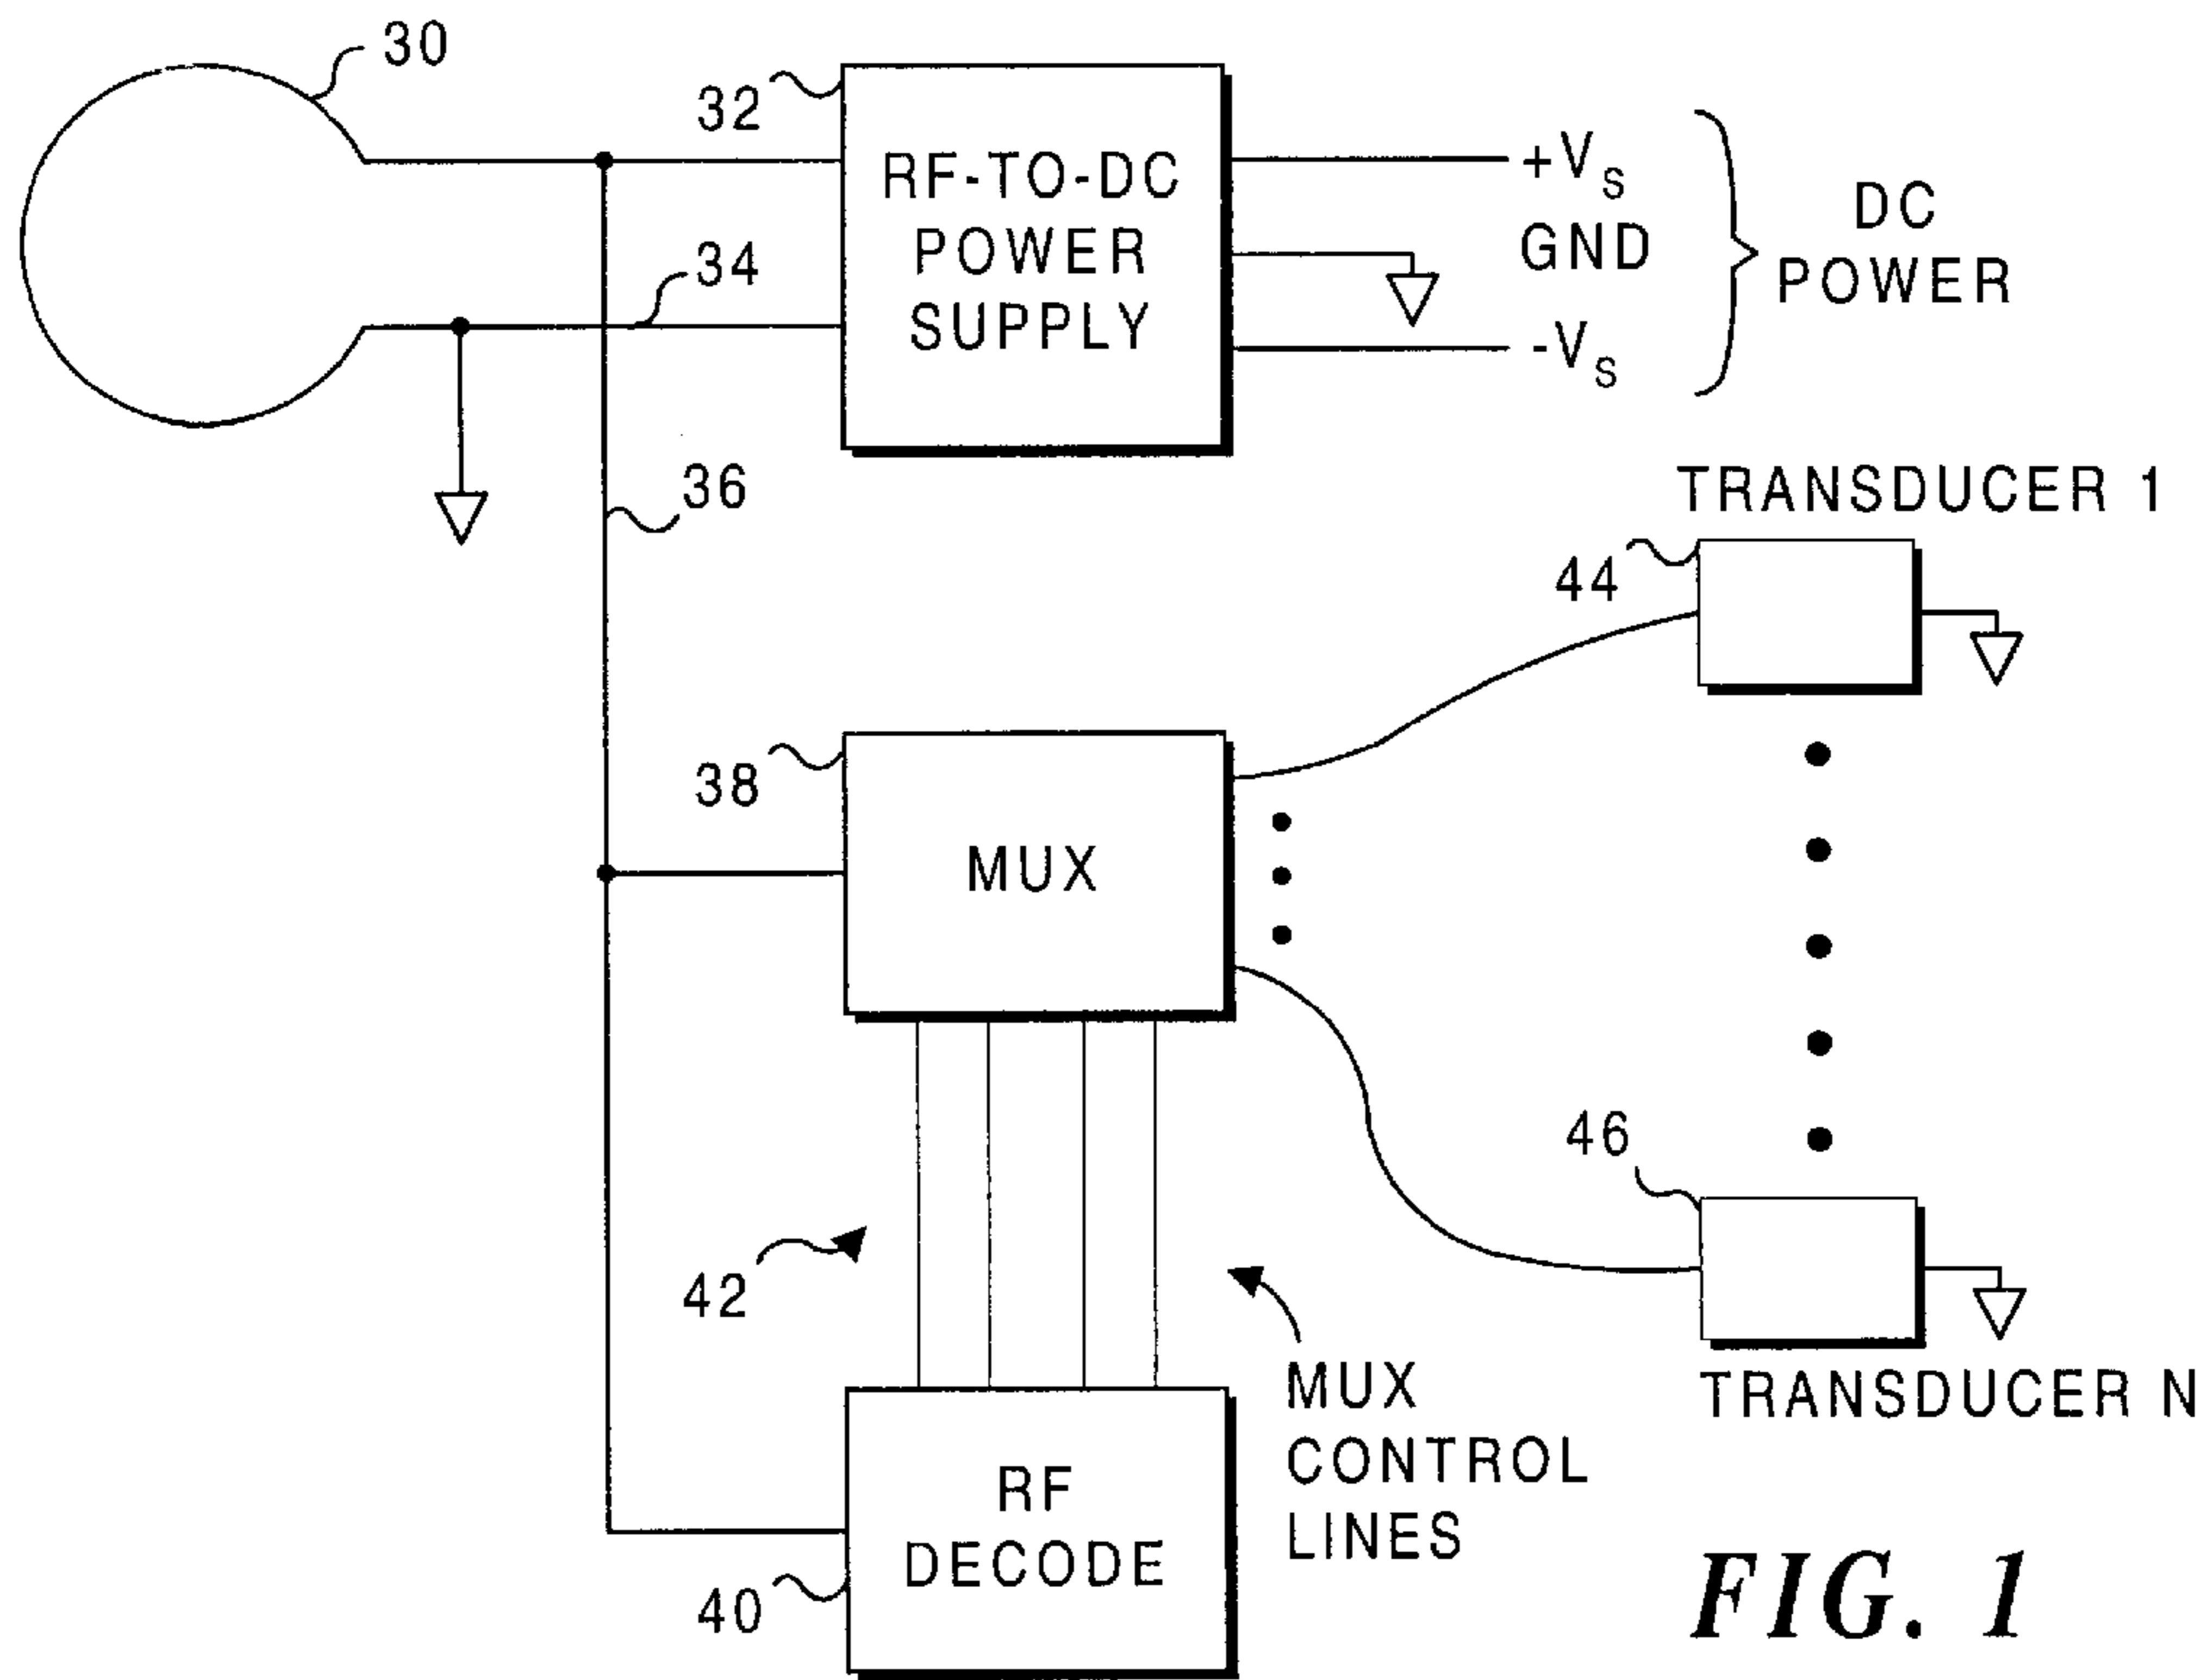 30
32
RF-TO-DC
POWER
SUPPLY
+VS
GND
-VS
DC
POWER
34
36
TRANSDUCER 1
44
38
MUX
46
42
MUX
CONTROL
LINES
TRANSDUCER N
RF
DECODE
40
FIG. 1